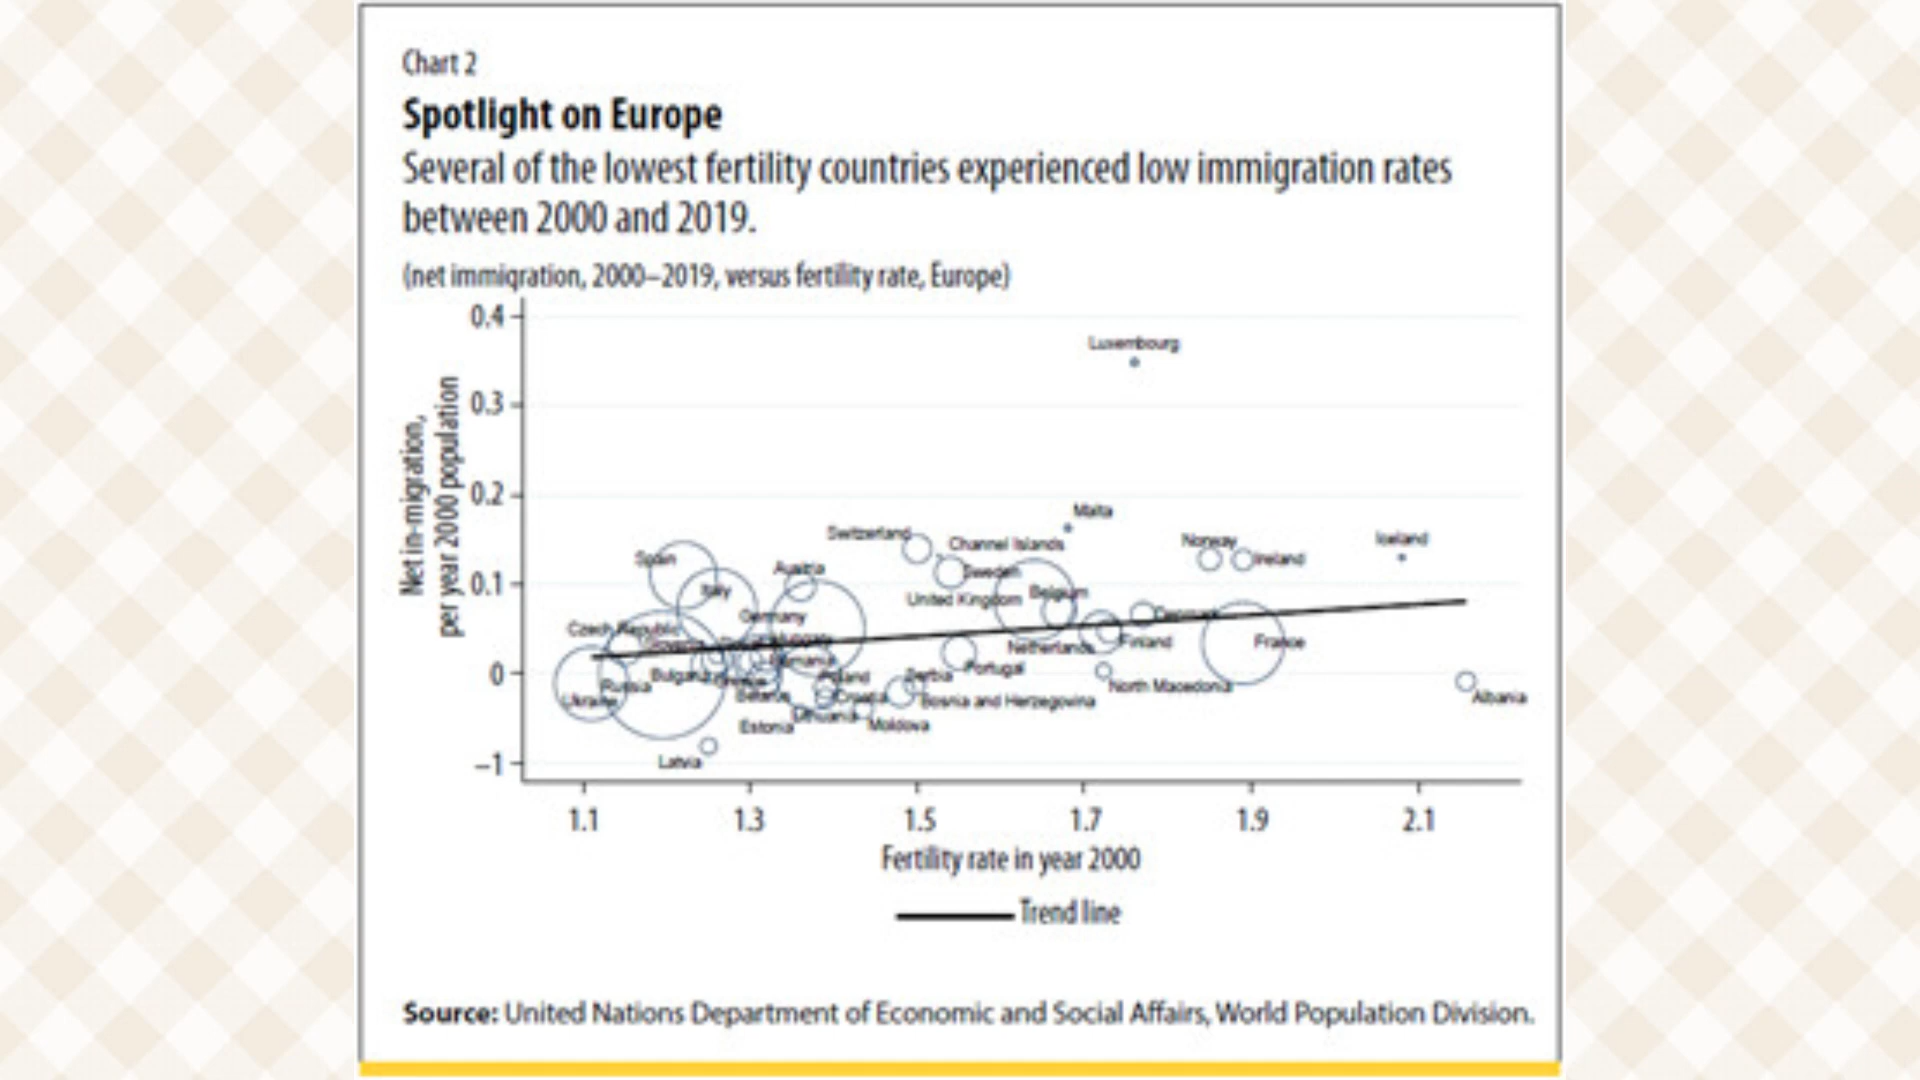 Chart 2
Spotlight on Europe
Several of the lowest fertility countries experienced low immigration rates
between 2000 and 2019.
(net immigration, 2000–2019, versus fertility rate, Europe)
Net in-migration,
per year 2000 population
0.4
0.3
0.2
0.1
0
–1
Luxembourg
Malta
Switzerland
Channel Islands
Norway
Iceland
Spain
Ireland
Austria
Sweden
Italy
United Kingdom
Belgium
Germany
Denmark
Czech Republic
Netherlands
Finland
France
Romania
Portugal
Russia
Poland
Serbia
North Macedonia
Ukraine
Belarus
Croatia
Bosnia and Herzegovina
Albania
Estonia
Lithuania
Moldova
Latvia
1.1
1.3
1.5
1.7
1.9
2.1
Fertility rate in year 2000
Trend line
Source: United Nations Department of Economic and Social Affairs, World Population Division.